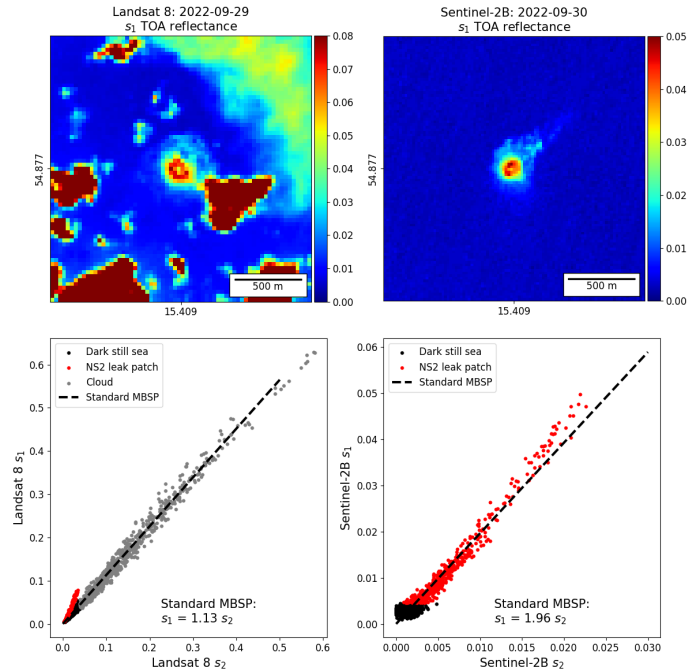 Landsat 8: 2022-09-29
s₁ TOA reflectance
0.08
0.07
0.06
0.05
0.04
0.03
0.02
0.01
0.00
54.877
500 m
15.409
Sentinel-2B: 2022-09-30
s₁ TOA reflectance
0.05
0.04
0.03
0.02
0.01
0.00
54.877
500 m
15.409
Dark still sea
NS2 leak patch
Cloud
Standard MBSP
0.6
0.5
0.4
0.3
0.2
0.1
0.0
Landsat 8 s₁
Standard MBSP:
s₁ = 1.13 s₂
0.0 0.1 0.2 0.3 0.4 0.5 0.6
Landsat 8 s₂
Dark still sea
NS2 leak patch
Standard MBSP
0.06
0.05
0.04
0.03
0.02
0.01
0.00
Sentinel-2B s₁
Standard MBSP:
s₁ = 1.96 s₂
0.000 0.005 0.010 0.015 0.020 0.025 0.030
Sentinel-2B s₂